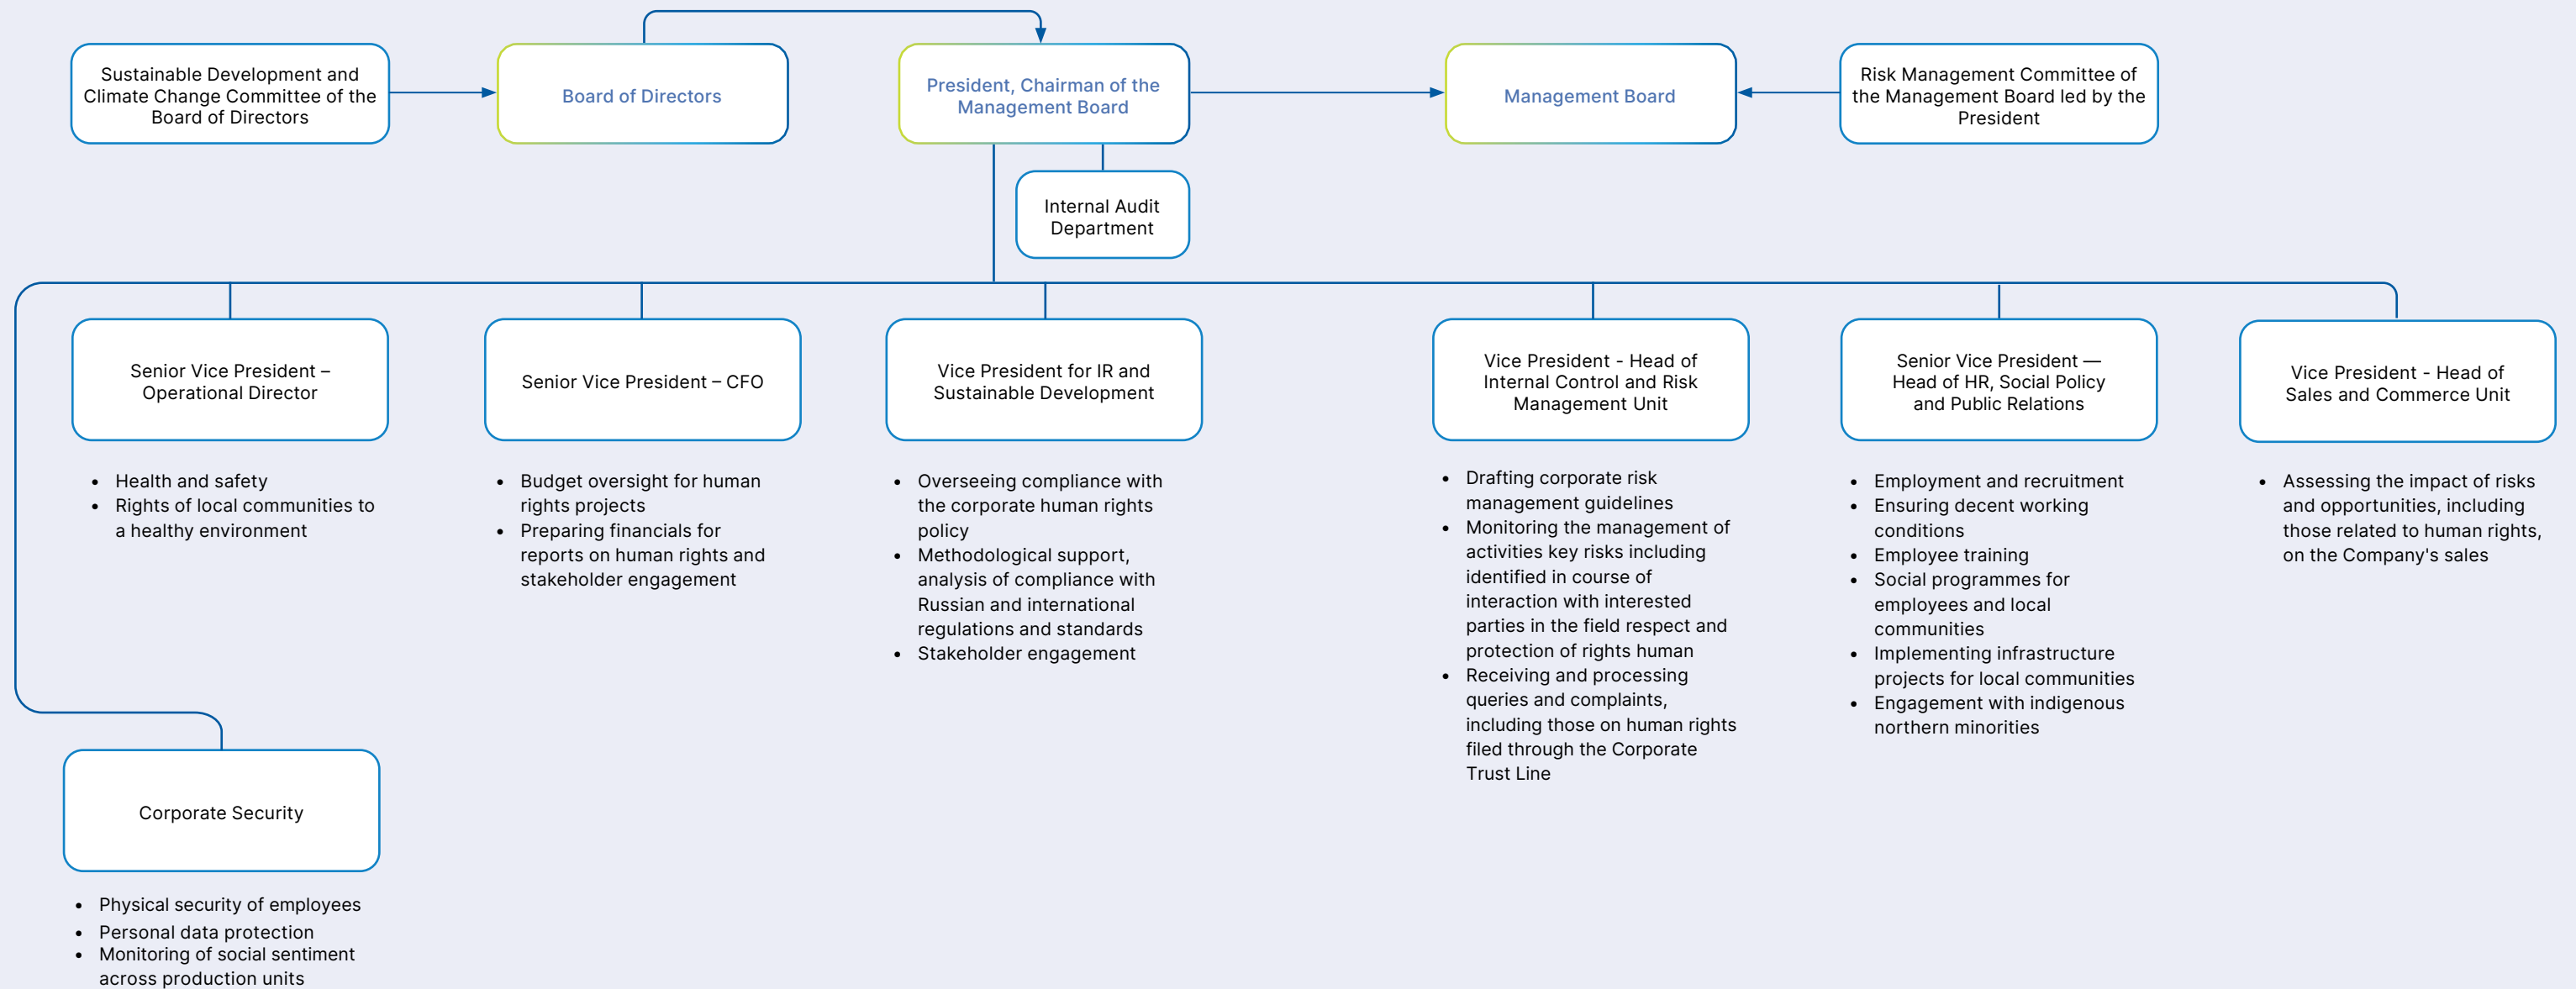 Sustainable Development and
Climate Change Committee of the
Board of Directors
Board of Directors
President, Chairman of the
Management Board
Management Board
Risk Management Committee of
the Management Board led by the
President
Internal Audit
Department
Senior Vice President –
Operational Director
Senior Vice President – CFO
Vice President for IR and
Sustainable Development
Vice President - Head of
Internal Control and Risk
Management Unit
Senior Vice President —
Head of HR, Social Policy
and Public Relations
Vice President - Head of
Sales and Commerce Unit
• Health and safety
• Rights of local communities to
a healthy environment
• Budget oversight for human
rights projects
• Preparing financials for
reports on human rights and
stakeholder engagement
• Overseeing compliance with
the corporate human rights
policy
• Methodological support,
analysis of compliance with
Russian and international
regulations and standards
• Stakeholder engagement
• Drafting corporate risk
management guidelines
• Monitoring the management of
activities key risks including
identified in course of
interaction with interested
parties in the field respect and
protection of rights human
• Receiving and processing
queries and complaints,
including those on human rights
filed through the Corporate
Trust Line
• Employment and recruitment
• Ensuring decent working
conditions
• Employee training
• Social programmes for
employees and local
communities
• Implementing infrastructure
projects for local communities
• Engagement with indigenous
northern minorities
• Assessing the impact of risks
and opportunities, including
those related to human rights,
on the Company's sales
Corporate Security
• Physical security of employees
• Personal data protection
• Monitoring of social sentiment
across production units